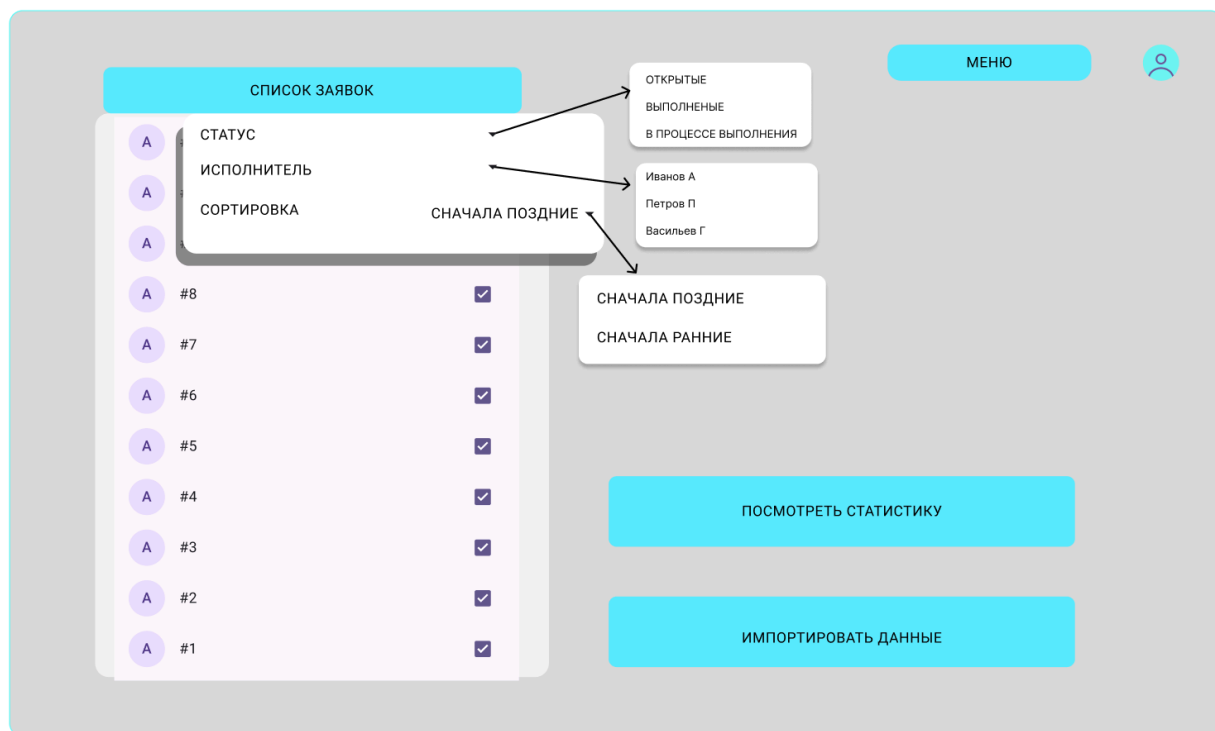 МЕНЮ
СПИСОК ЗАЯВОК
СТАТУС
ИСПОЛНИТЕЛЬ
СОРТИРОВКА
СНАЧАЛА ПОЗДНИЕ
ОТКРЫТЫЕ
ВЫПОЛНЕНЫЕ
В ПРОЦЕССЕ ВЫПОЛНЕНИЯ
Иванов А
Петров П
Васильев Г
СНАЧАЛА ПОЗДНИЕ
СНАЧАЛА РАННИЕ
A
A
A
A #8
A #7
A #6
A #5
A #4
A #3
A #2
A #1
ПОСМОТРЕТЬ СТАТИСТИКУ
ИМПОРТИРОВАТЬ ДАННЫЕ